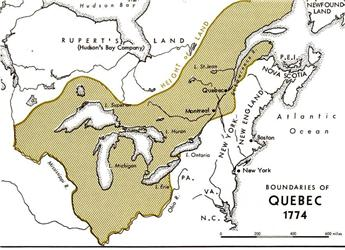 Hudson Bay
NEWFOUND-
LAND
RUPERT'S LAND
(Hudson's Bay Company)
HEIGHT OF LAND
L. St.Jean
P.E.I.
NOVA SCOTIA
Quebec
Montreal
L. Superior
L. Huron
L. Michigan
L. Ontario
L. Erie
NEW YORK
NEW ENGLAND
Boston
New York
Atlantic
Ocean
Mississippi R.
Ohio R.
PA.
VA.
N.C.
BOUNDARIES OF
QUEBEC
1774
0 200 400 600 miles